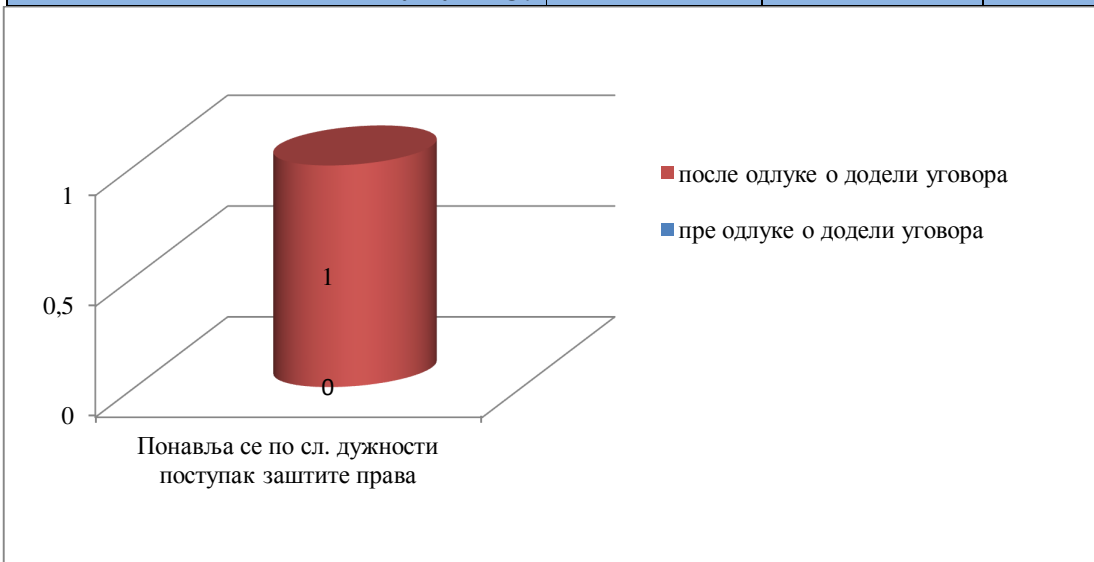 1
0,5
0
1
0
Понавља се по сл. дужности
поступак заштите права
после одлуке о додели уговора
пре одлуке о додели уговора